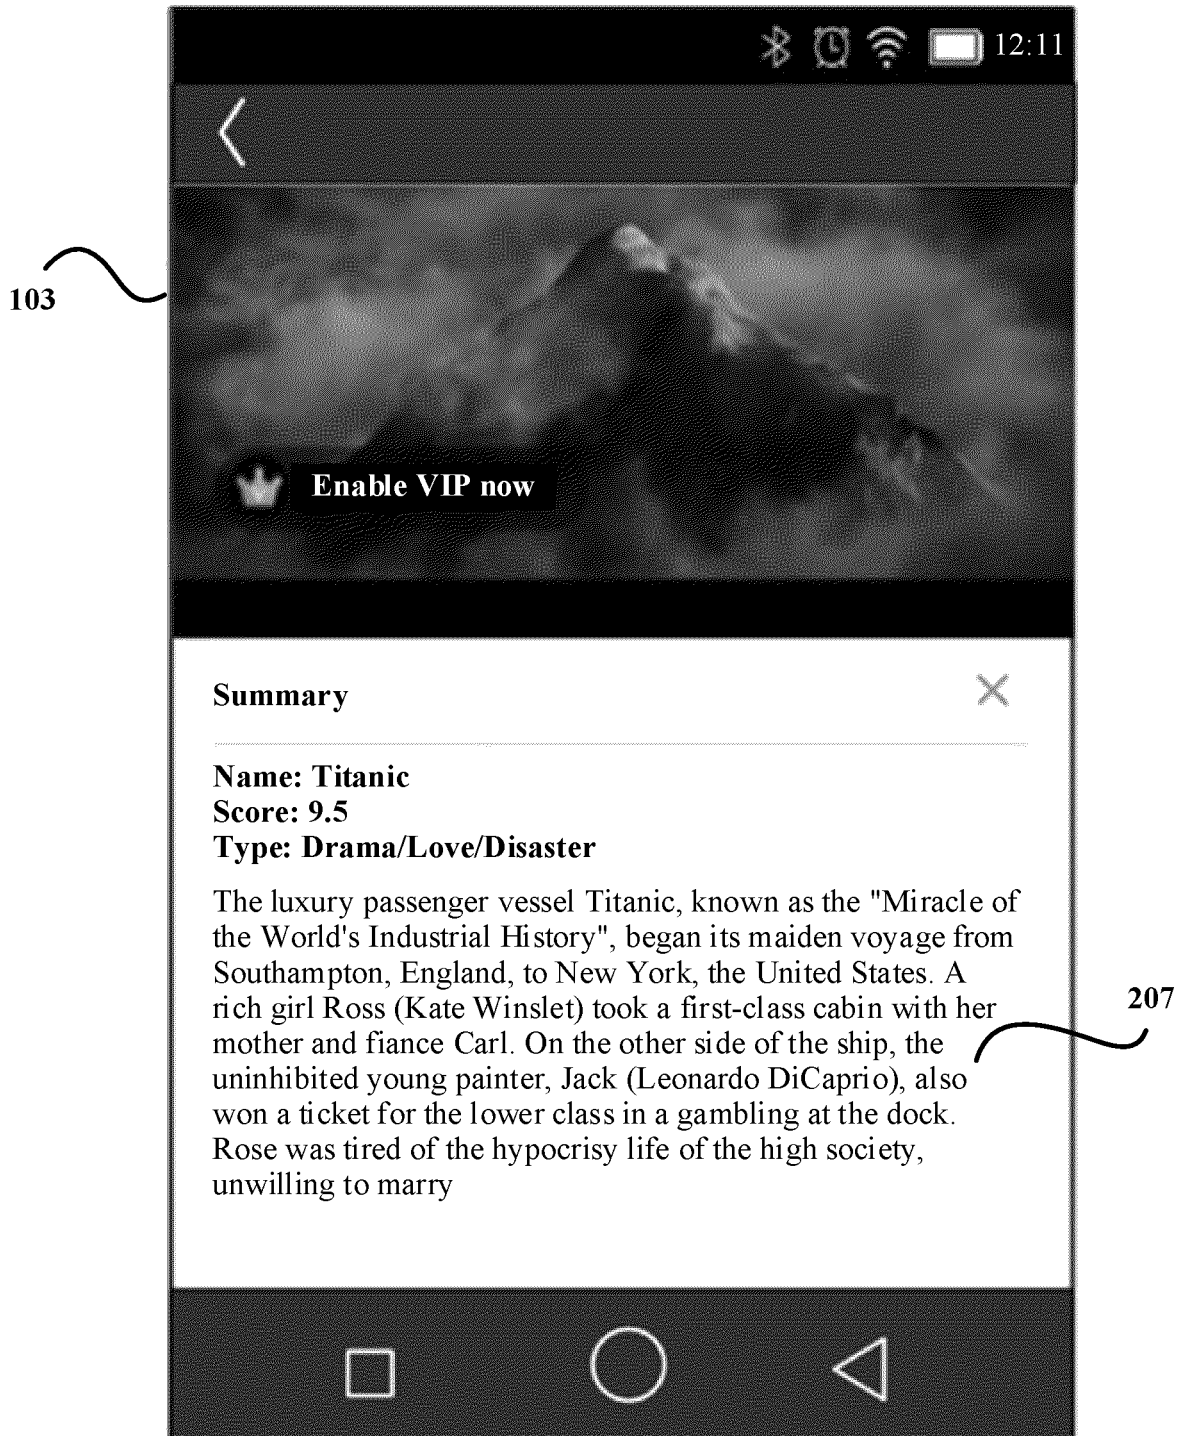 12:11
103
Enable VIP now
Summary
Name: Titanic
Score: 9.5
Type: Drama/Love/Disaster
The luxury passenger vessel Titanic, known as the "Miracle of
the World's Industrial History", began its maiden voyage from
Southampton, England, to New York, the United States. A
rich girl Ross (Kate Winslet) took a first-class cabin with her
207
mother and fiance Carl. On the other side of the ship, the
uninhibited young painter, Jack (Leonardo DiCaprio), also
won a ticket for the lower class in a gambling at the dock.
Rose was tired of the hypocrisy life of the high society,
unwilling to marry